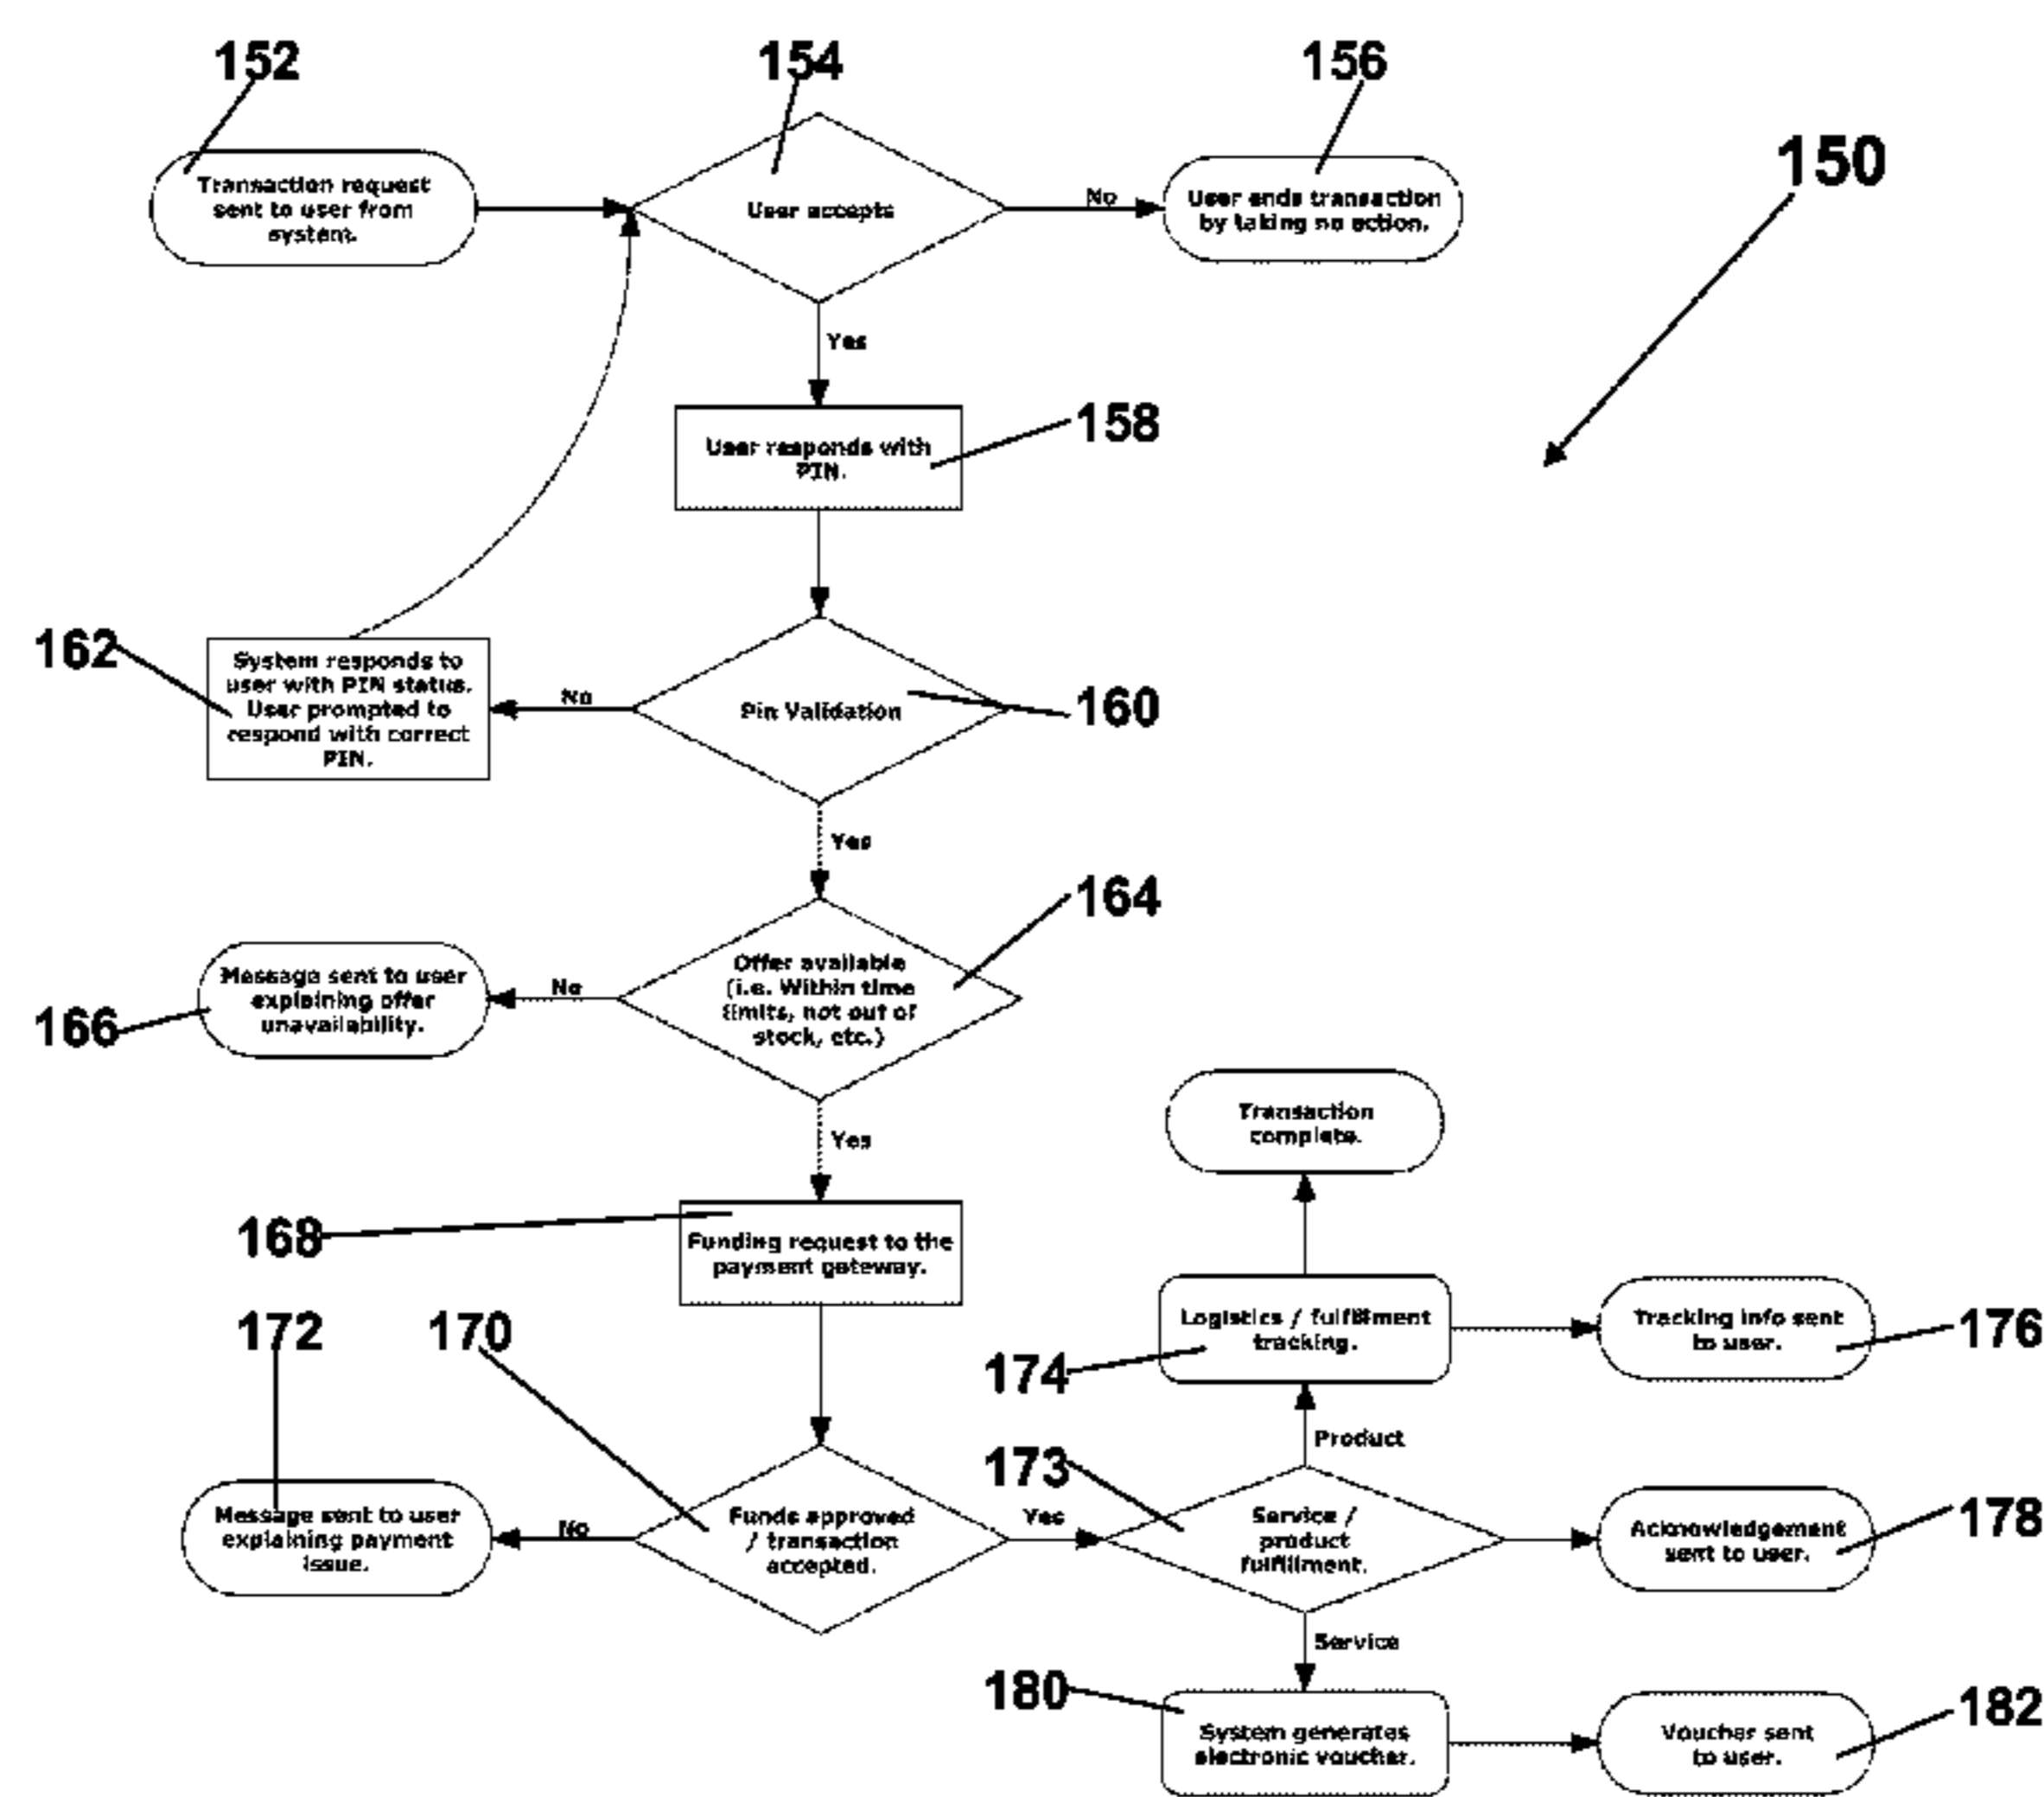 152
154
156
150
Transaction request
sent to user from
system.
User accepts
No
User ends transaction
by taking no action.
Yes
User responds with
PIN.
158
162
System responds to
user with PIN status.
User prompted to
respond with correct
PIN.
No
Pin Validation
160
Yes
164
Message sent to user
explaining offer
unavailability.
166
No
Offer available
(i.e. Within time
limits, not out of
stock, etc.)
Yes
Transaction
complete.
168
Funding request to the
payment gateway.
172
170
Logistics / fulfillment
tracking.
174
Tracking info sent
to user.
176
Product
173
Message sent to user
explaining payment
issue.
No
Funds approved
/ transaction
accepted.
Yes
Service /
product
fulfillment.
Acknowledgement
sent to user.
178
Service
180
System generates
electronic voucher.
Voucher sent
to user.
182